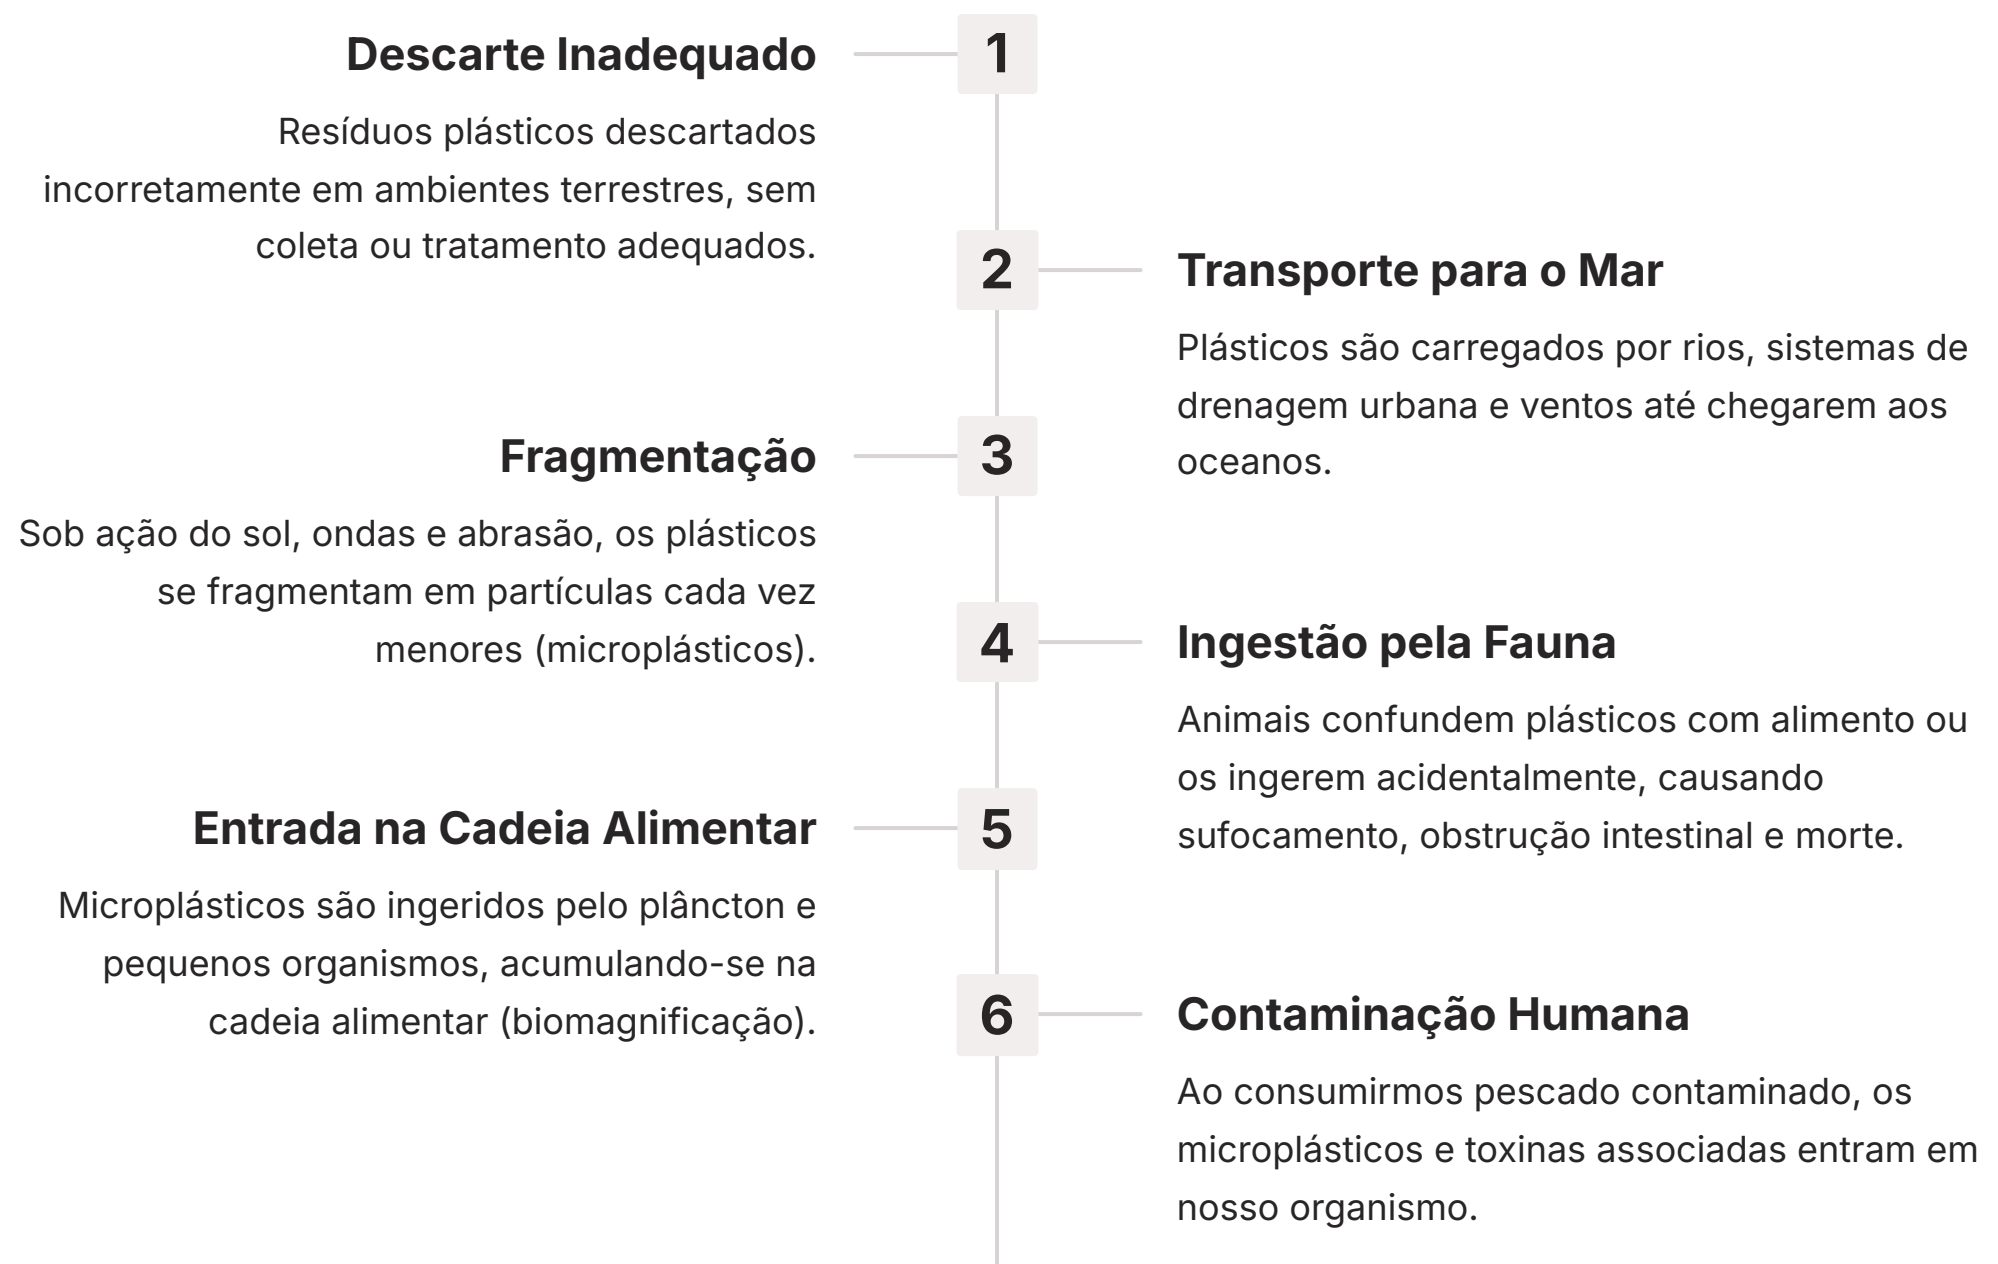 1
Descarte Inadequado
Resíduos plásticos descartados
incorretamente em ambientes terrestres, sem
coleta ou tratamento adequados.
2
Transporte para o Mar
Plásticos são carregados por rios, sistemas de
drenagem urbana e ventos até chegarem aos
oceanos.
3
Fragmentação
Sob ação do sol, ondas e abrasão, os plásticos
se fragmentam em partículas cada vez
menores (microplásticos).
4
Ingestão pela Fauna
Animais confundem plásticos com alimento ou
os ingerem acidentalmente, causando
sufocamento, obstrução intestinal e morte.
5
Entrada na Cadeia Alimentar
Microplásticos são ingeridos pelo plâncton e
pequenos organismos, acumulando-se na
cadeia alimentar (biomagnificação).
6
Contaminação Humana
Ao consumirmos pescado contaminado, os
microplásticos e toxinas associadas entram em
nosso organismo.